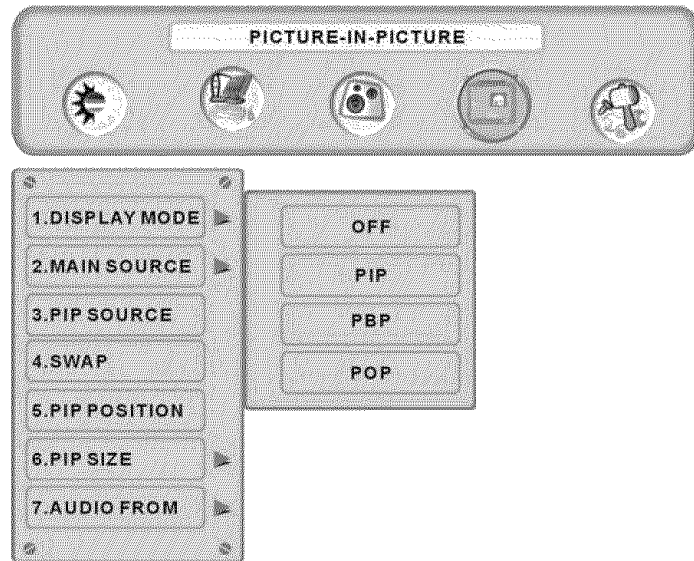 PICTURE-IN-PICTURE
1.DISPLAY MODE
2.MAIN SOURCE
3.PIP SOURCE
4.SWAP
5.PIP POSITION
6.PIP SIZE
7.AUDIO FROM
OFF
PIP
PBP
POP